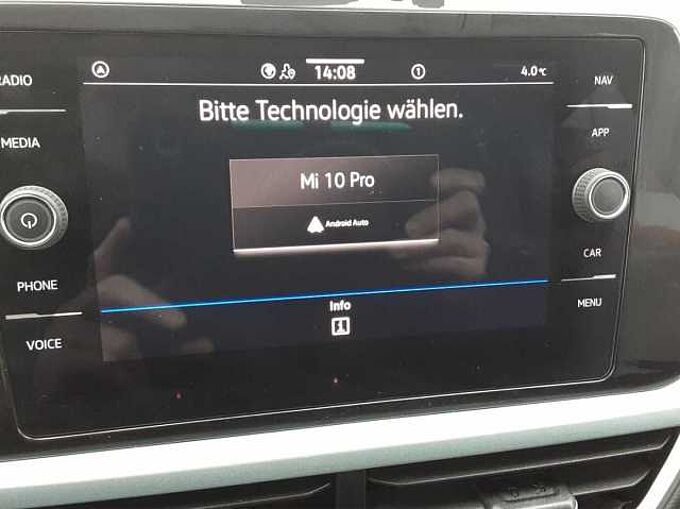 14:08
1
4.0°C
Bitte Technologie wählen.
Mi 10 Pro
Android Auto
Info
RADIO
MEDIA
PHONE
VOICE
NAV
APP
CAR
MENU